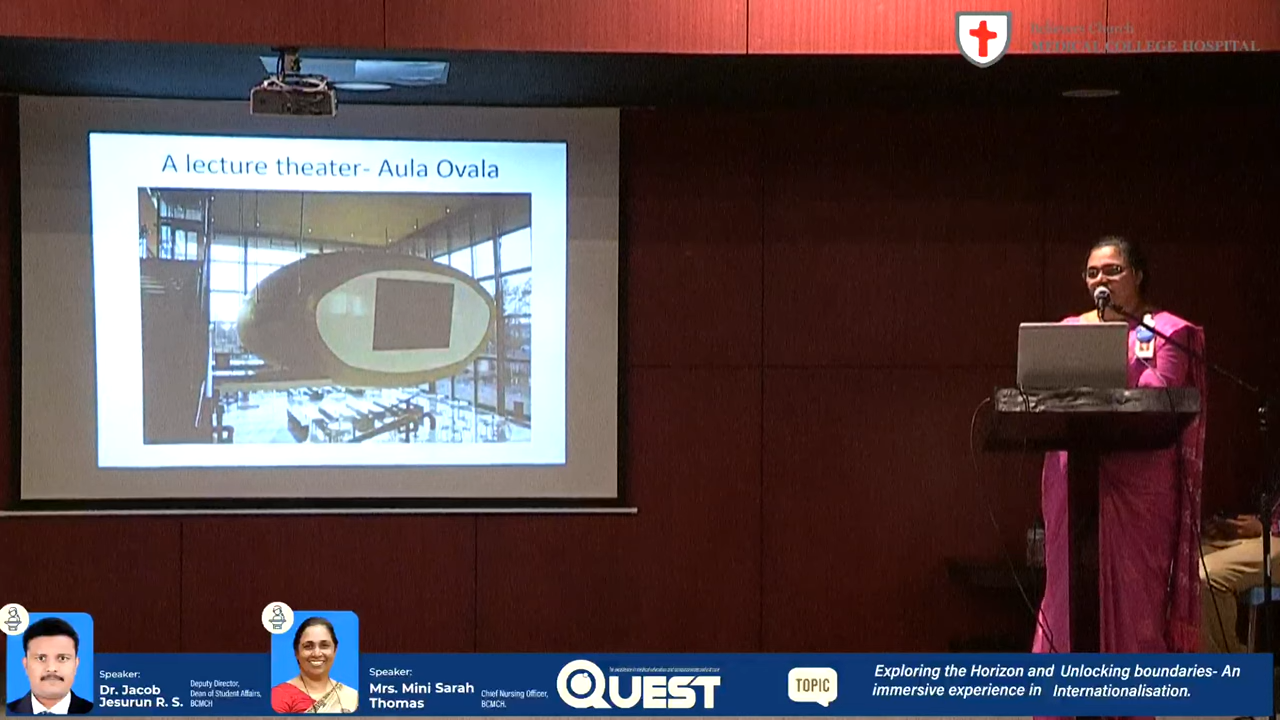 Believers Church
MEDICAL COLLEGE HOSPITAL
A lecture theater- Aula Ovala
Speaker:
Dr. Jacob
Jesurun R. S.
Deputy Director,
Dean of Student Affairs,
BCMCH
Speaker:
Mrs. Mini Sarah
Thomas
Chief Nursing Officer,
BCMCH.
QUEST
TOPIC
Exploring the Horizon and Unlocking boundaries- An
immersive experience in Internationalisation.